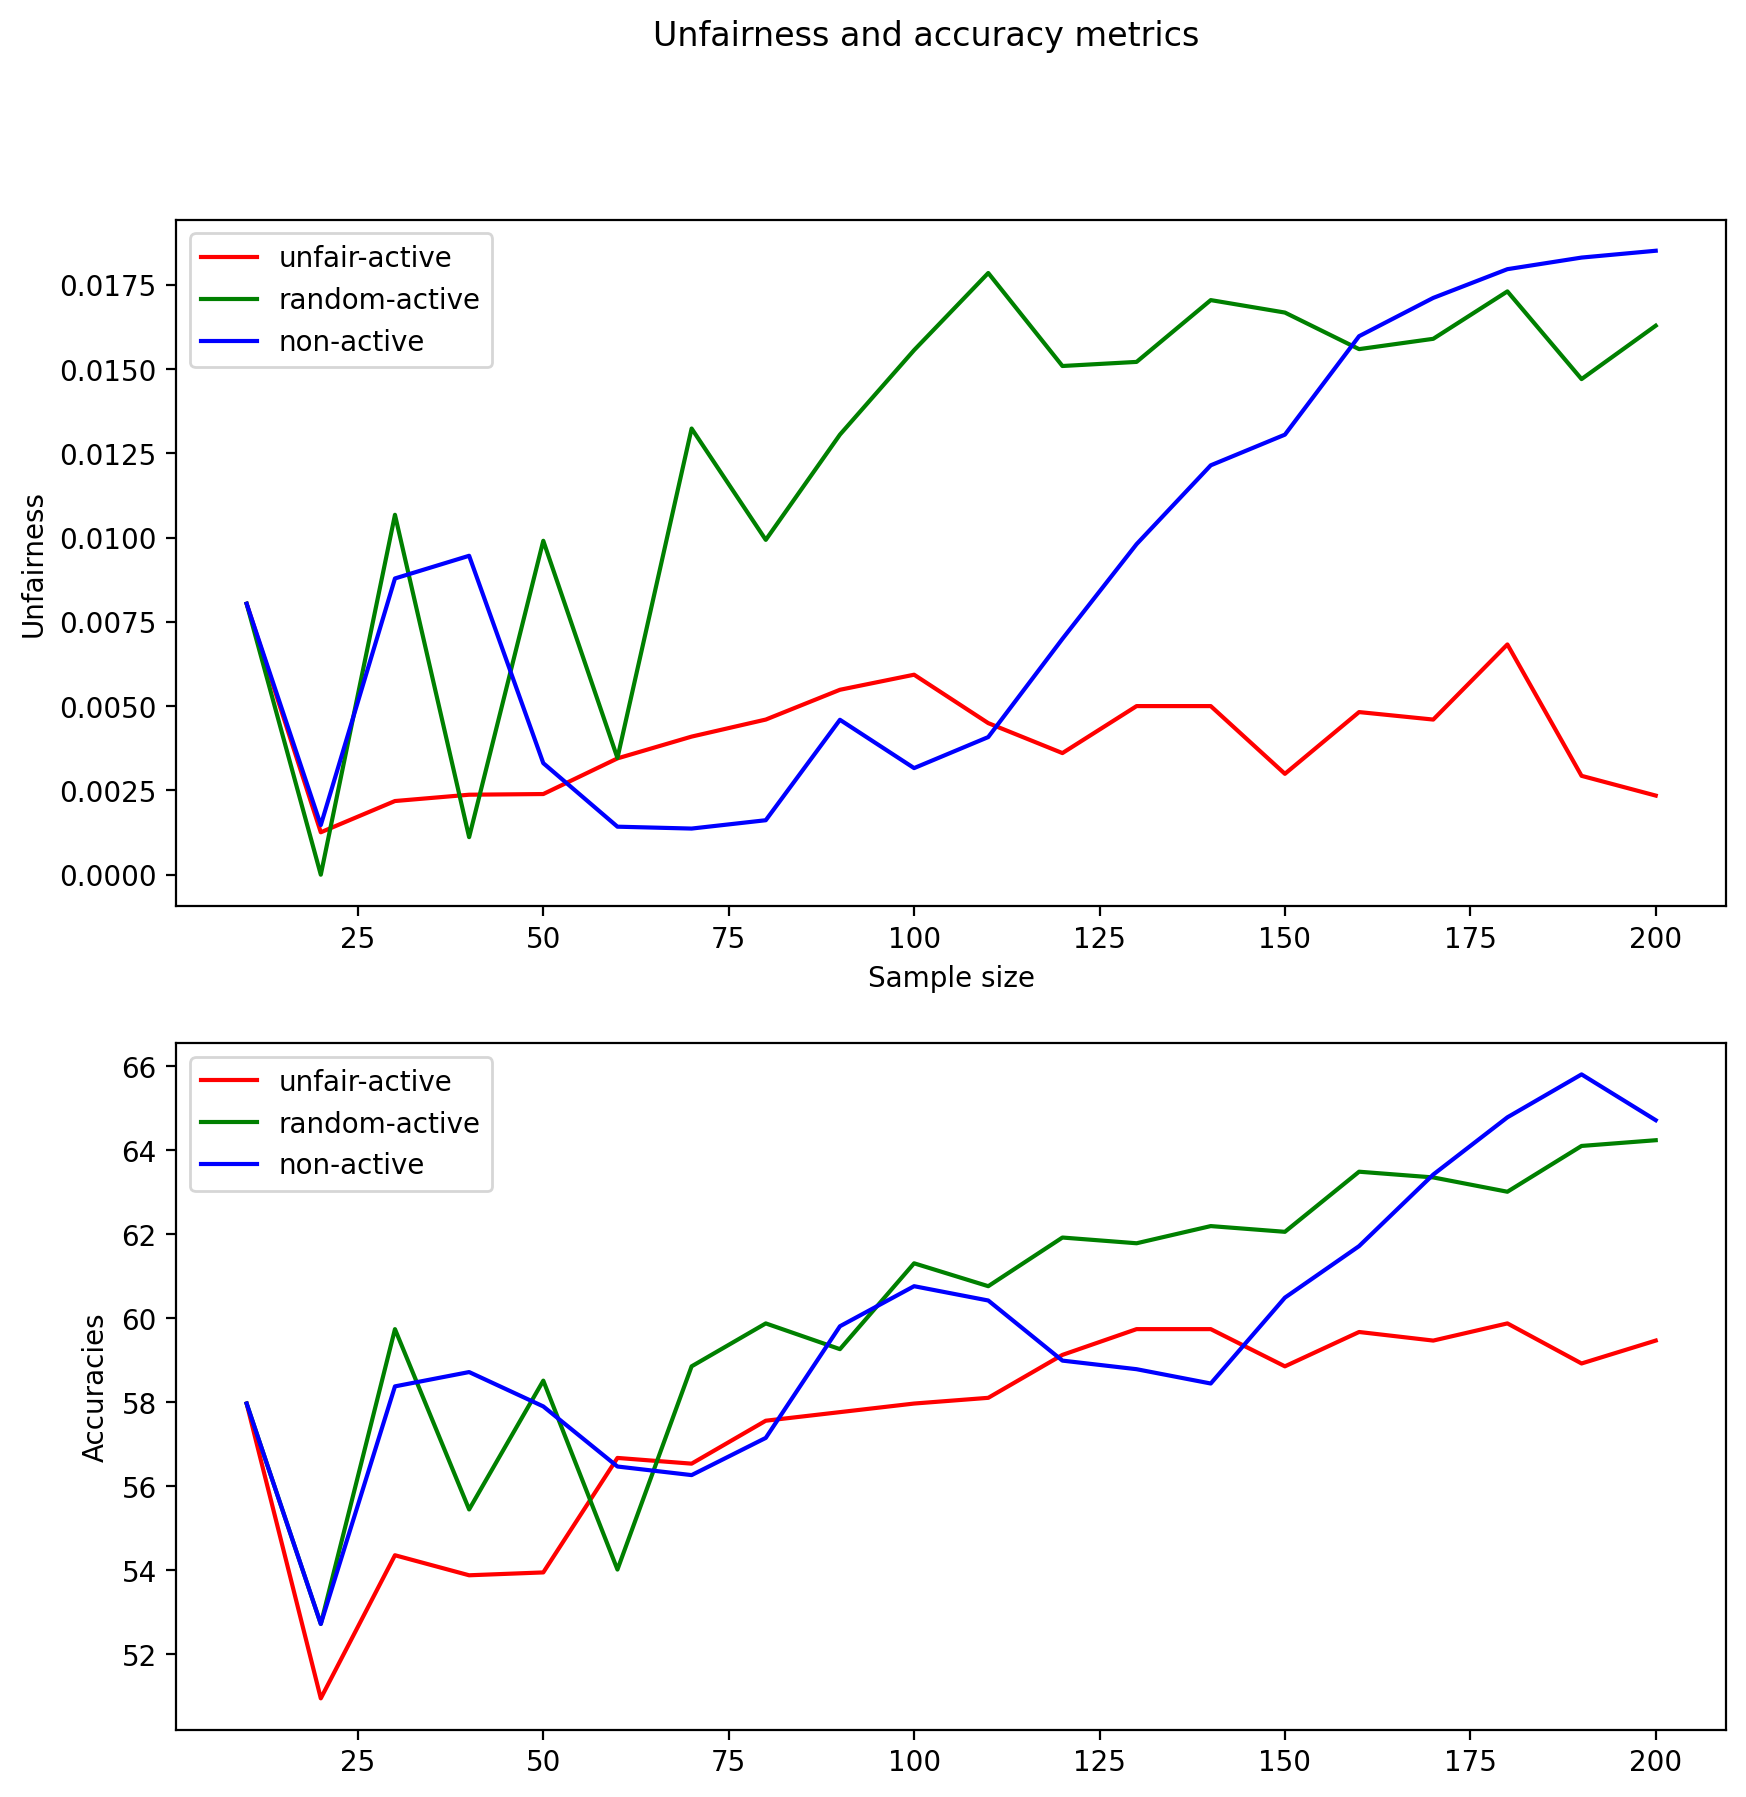 Unfairness and accuracy metrics
unfair-active
random-active
non-active
0.0175
0.0150
0.0125
0.0100
0.0075
0.0050
0.0025
0.0000
Unfairness
25 50 75 100 125 150 175 200
Sample size
unfair-active
random-active
non-active
66
64
62
60
58
56
54
52
Accuracies
25 50 75 100 125 150 175 200